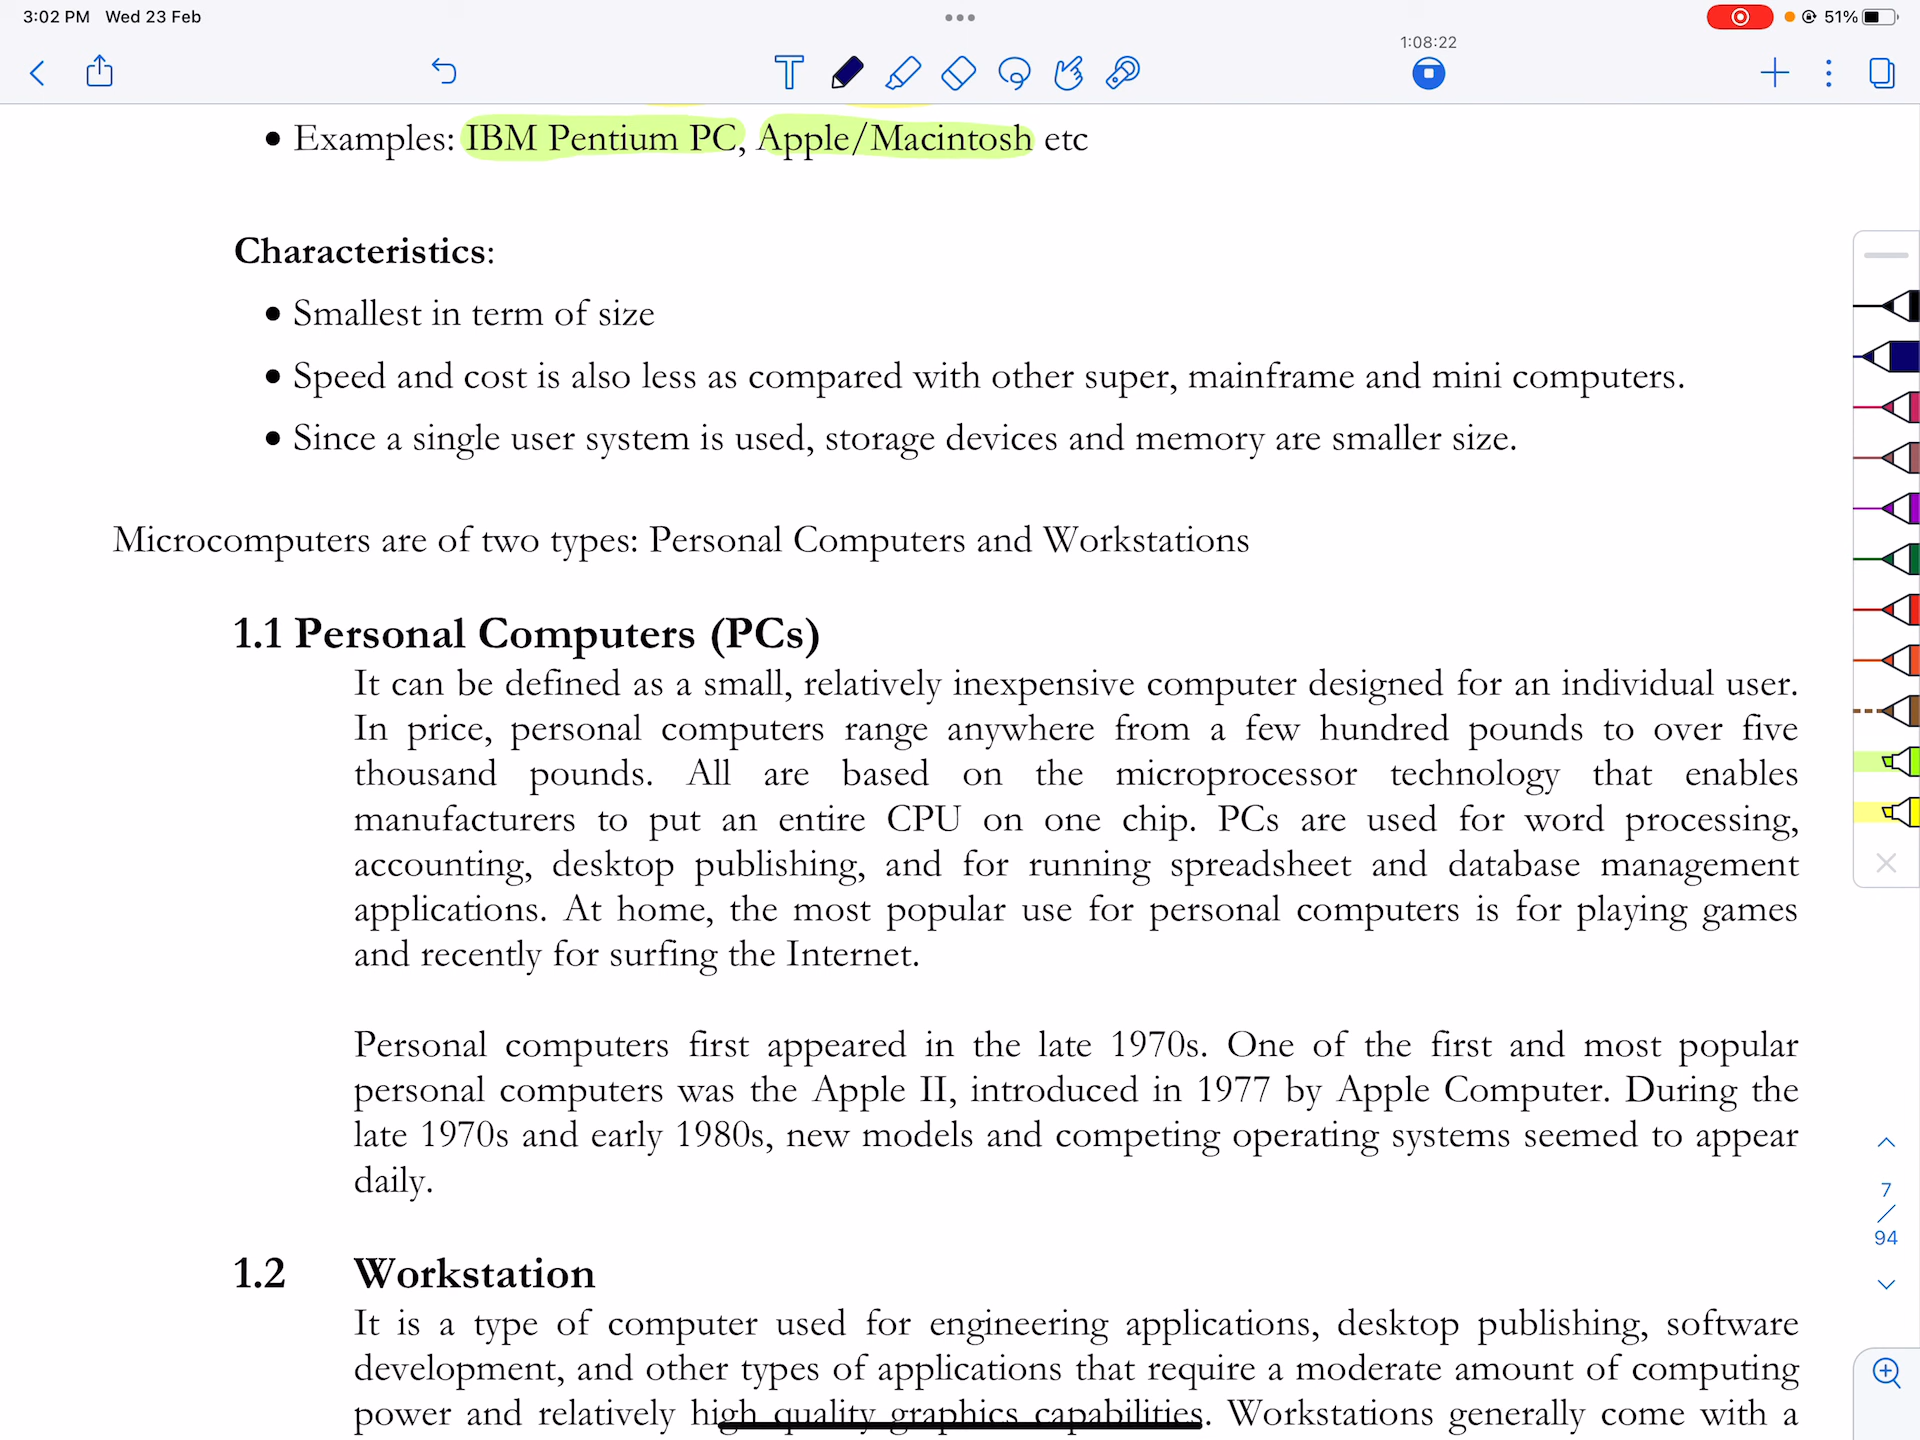 3:02 PM Wed 23 Feb
51%
1:08:22
• Examples: IBM Pentium PC, Apple/Macintosh etc
Characteristics:
• Smallest in term of size
• Speed and cost is also less as compared with other super, mainframe and mini computers.
• Since a single user system is used, storage devices and memory are smaller size.
Microcomputers are of two types: Personal Computers and Workstations
1.1 Personal Computers (PCs)
It can be defined as a small, relatively inexpensive computer designed for an individual user.
In price, personal computers range anywhere from a few hundred pounds to over five
thousand pounds. All are based on the microprocessor technology that enables
manufacturers to put an entire CPU on one chip. PCs are used for word processing,
accounting, desktop publishing, and for running spreadsheet and database management
applications. At home, the most popular use for personal computers is for playing games
and recently for surfing the Internet.
Personal computers first appeared in the late 1970s. One of the first and most popular
personal computers was the Apple II, introduced in 1977 by Apple Computer. During the
late 1970s and early 1980s, new models and competing operating systems seemed to appear
daily.
7
/
94
1.2 Workstation
It is a type of computer used for engineering applications, desktop publishing, software
development, and other types of applications that require a moderate amount of computing
power and relatively high quality graphics capabilities. Workstations generally come with a